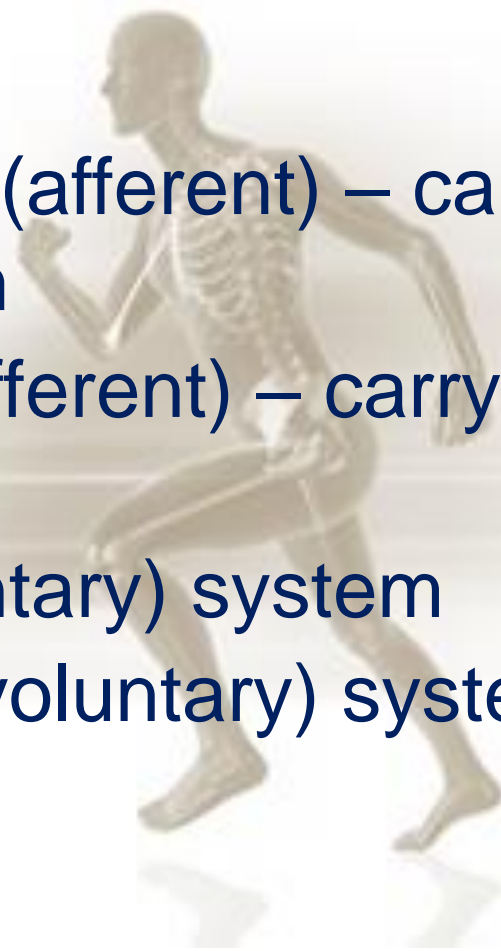 (afferent) – ca
n
fferent) – carry
ntary) system
voluntary) syste